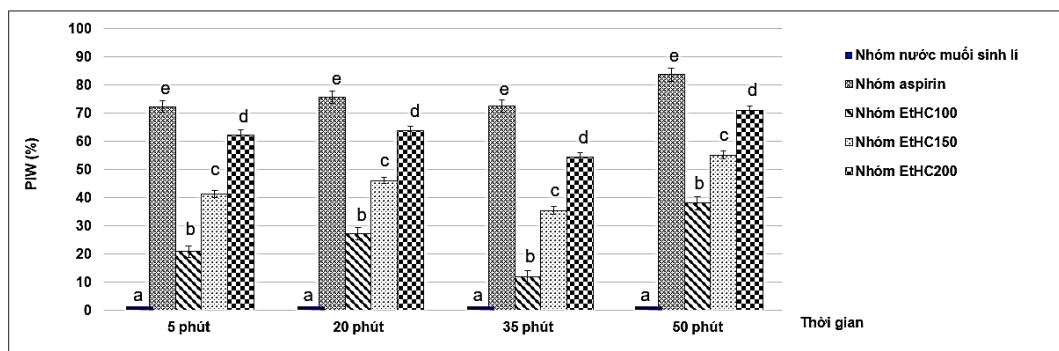 PIW (%)
100
90
80
70
60
50
40
30
20
10
0
a
e
b
c
d
a
e
b
c
d
a
e
b
c
d
a
e
b
c
d
5 phút
20 phút
35 phút
50 phút
Thời gian
Nhóm nước muối sinh lí
Nhóm aspirin
Nhóm EtHC100
Nhóm EtHC150
Nhóm EtHC200